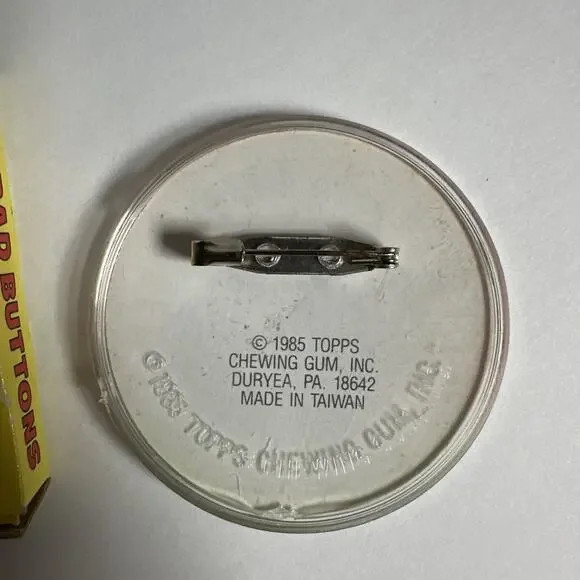 BUTTONS
© 1985 TOPPS
CHEWING GUM, INC.
DURYEA, PA. 18642
MADE IN TAIWAN
TOPPS CHEWING GUM, INC.